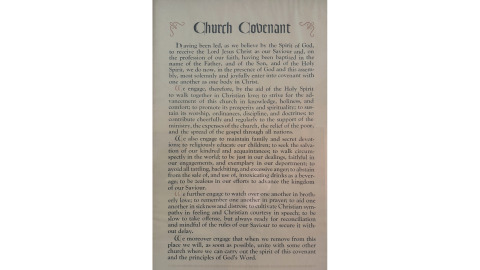 Church Covenant
Having been led, as we believe by the Spirit of God,
to receive the Lord Jesus Christ as our Saviour and, on
the profession of our faith, having been baptized in the
name of the Father, and of the Son, and of the Holy
Spirit, we do now, in the presence of God and this assem-
bly, most solemnly and joyfully enter into covenant with
one another as one body in Christ.
We engage, therefore, by the aid of the Holy Spirit
to walk together in Christian love; to strive for the ad-
vancement of this church in knowledge, holiness, and
comfort; to promote its prosperity and spirituality; to sus-
tain its worship, ordinances, discipline, and doctrines; to
contribute cheerfully and regularly to the support of the
ministry, the expenses of the church, the relief of the poor,
and the spread of the gospel through all nations.
We also engage to maintain family and secret devo-
tion; to religiously educate our children; to seek the salva-
tion of our kindred and acquaintances; to walk circum-
spectly in the world; to be just in our dealings, faithful in
our engagements, and exemplary in our deportment; to
avoid all tattling, backbiting, and excessive anger; to abstain
from the sale of, and use of, intoxicating drinks as a bever-
age; to be zealous in our efforts to advance the kingdom
of our Saviour.
We further engage to watch over one another in broth-
erly love; to remember one another in prayer; to aid one
another in sickness and distress; to cultivate Christian sym-
pathy in feeling and Christian courtesy in speech; to be slow
to take offense, but always ready for reconciliation
and mindful of the rules of our Saviour to secure it with-
out delay.
We moreover engage that when we remove from this
place we will, as soon as possible, unite with some other
church where we can carry out the spirit of this covenant
and the principles of God's Word.